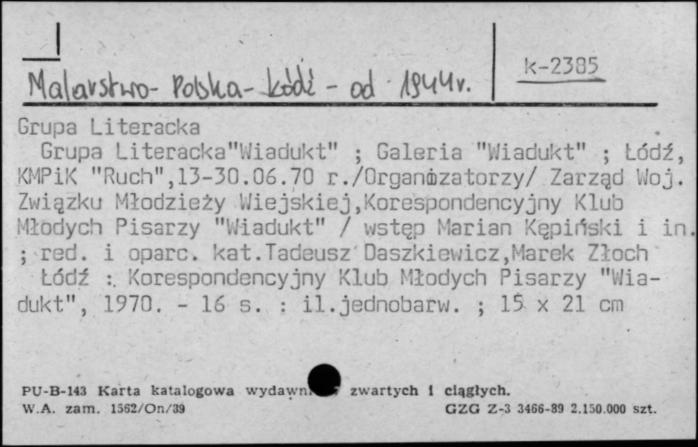 Malarstwo - Polska - Łódź - od 1944r.
k-2385
Grupa Literacka
Grupa Literacka"Wiadukt" ; Galeria "Wiadukt" ; Łódź,
KMPiK "Ruch",13-30.06.70 r./Organizatorzy/ Zarząd Woj.
Związku Młodzieży Wiejskiej,Korespondencyjny Klub
Młodych Pisarzy "Wiadukt" / wstęp Marian Kępiński i in.
; red. i oparc. kat.Tadeusz Daszkiewicz,Marek Złoch
Łódź : Korespondencyjny Klub Młodych Pisarzy "Wia-
dukt", 1970. - 16 s. : il.jednobarw. ; 15 x 21 cm
PU-B-143 Karta katalogowa zwartych i ciągłych.
W.A. zam. 1562/On/39 GZG Z-3 3466-89 2.150.000 szt.